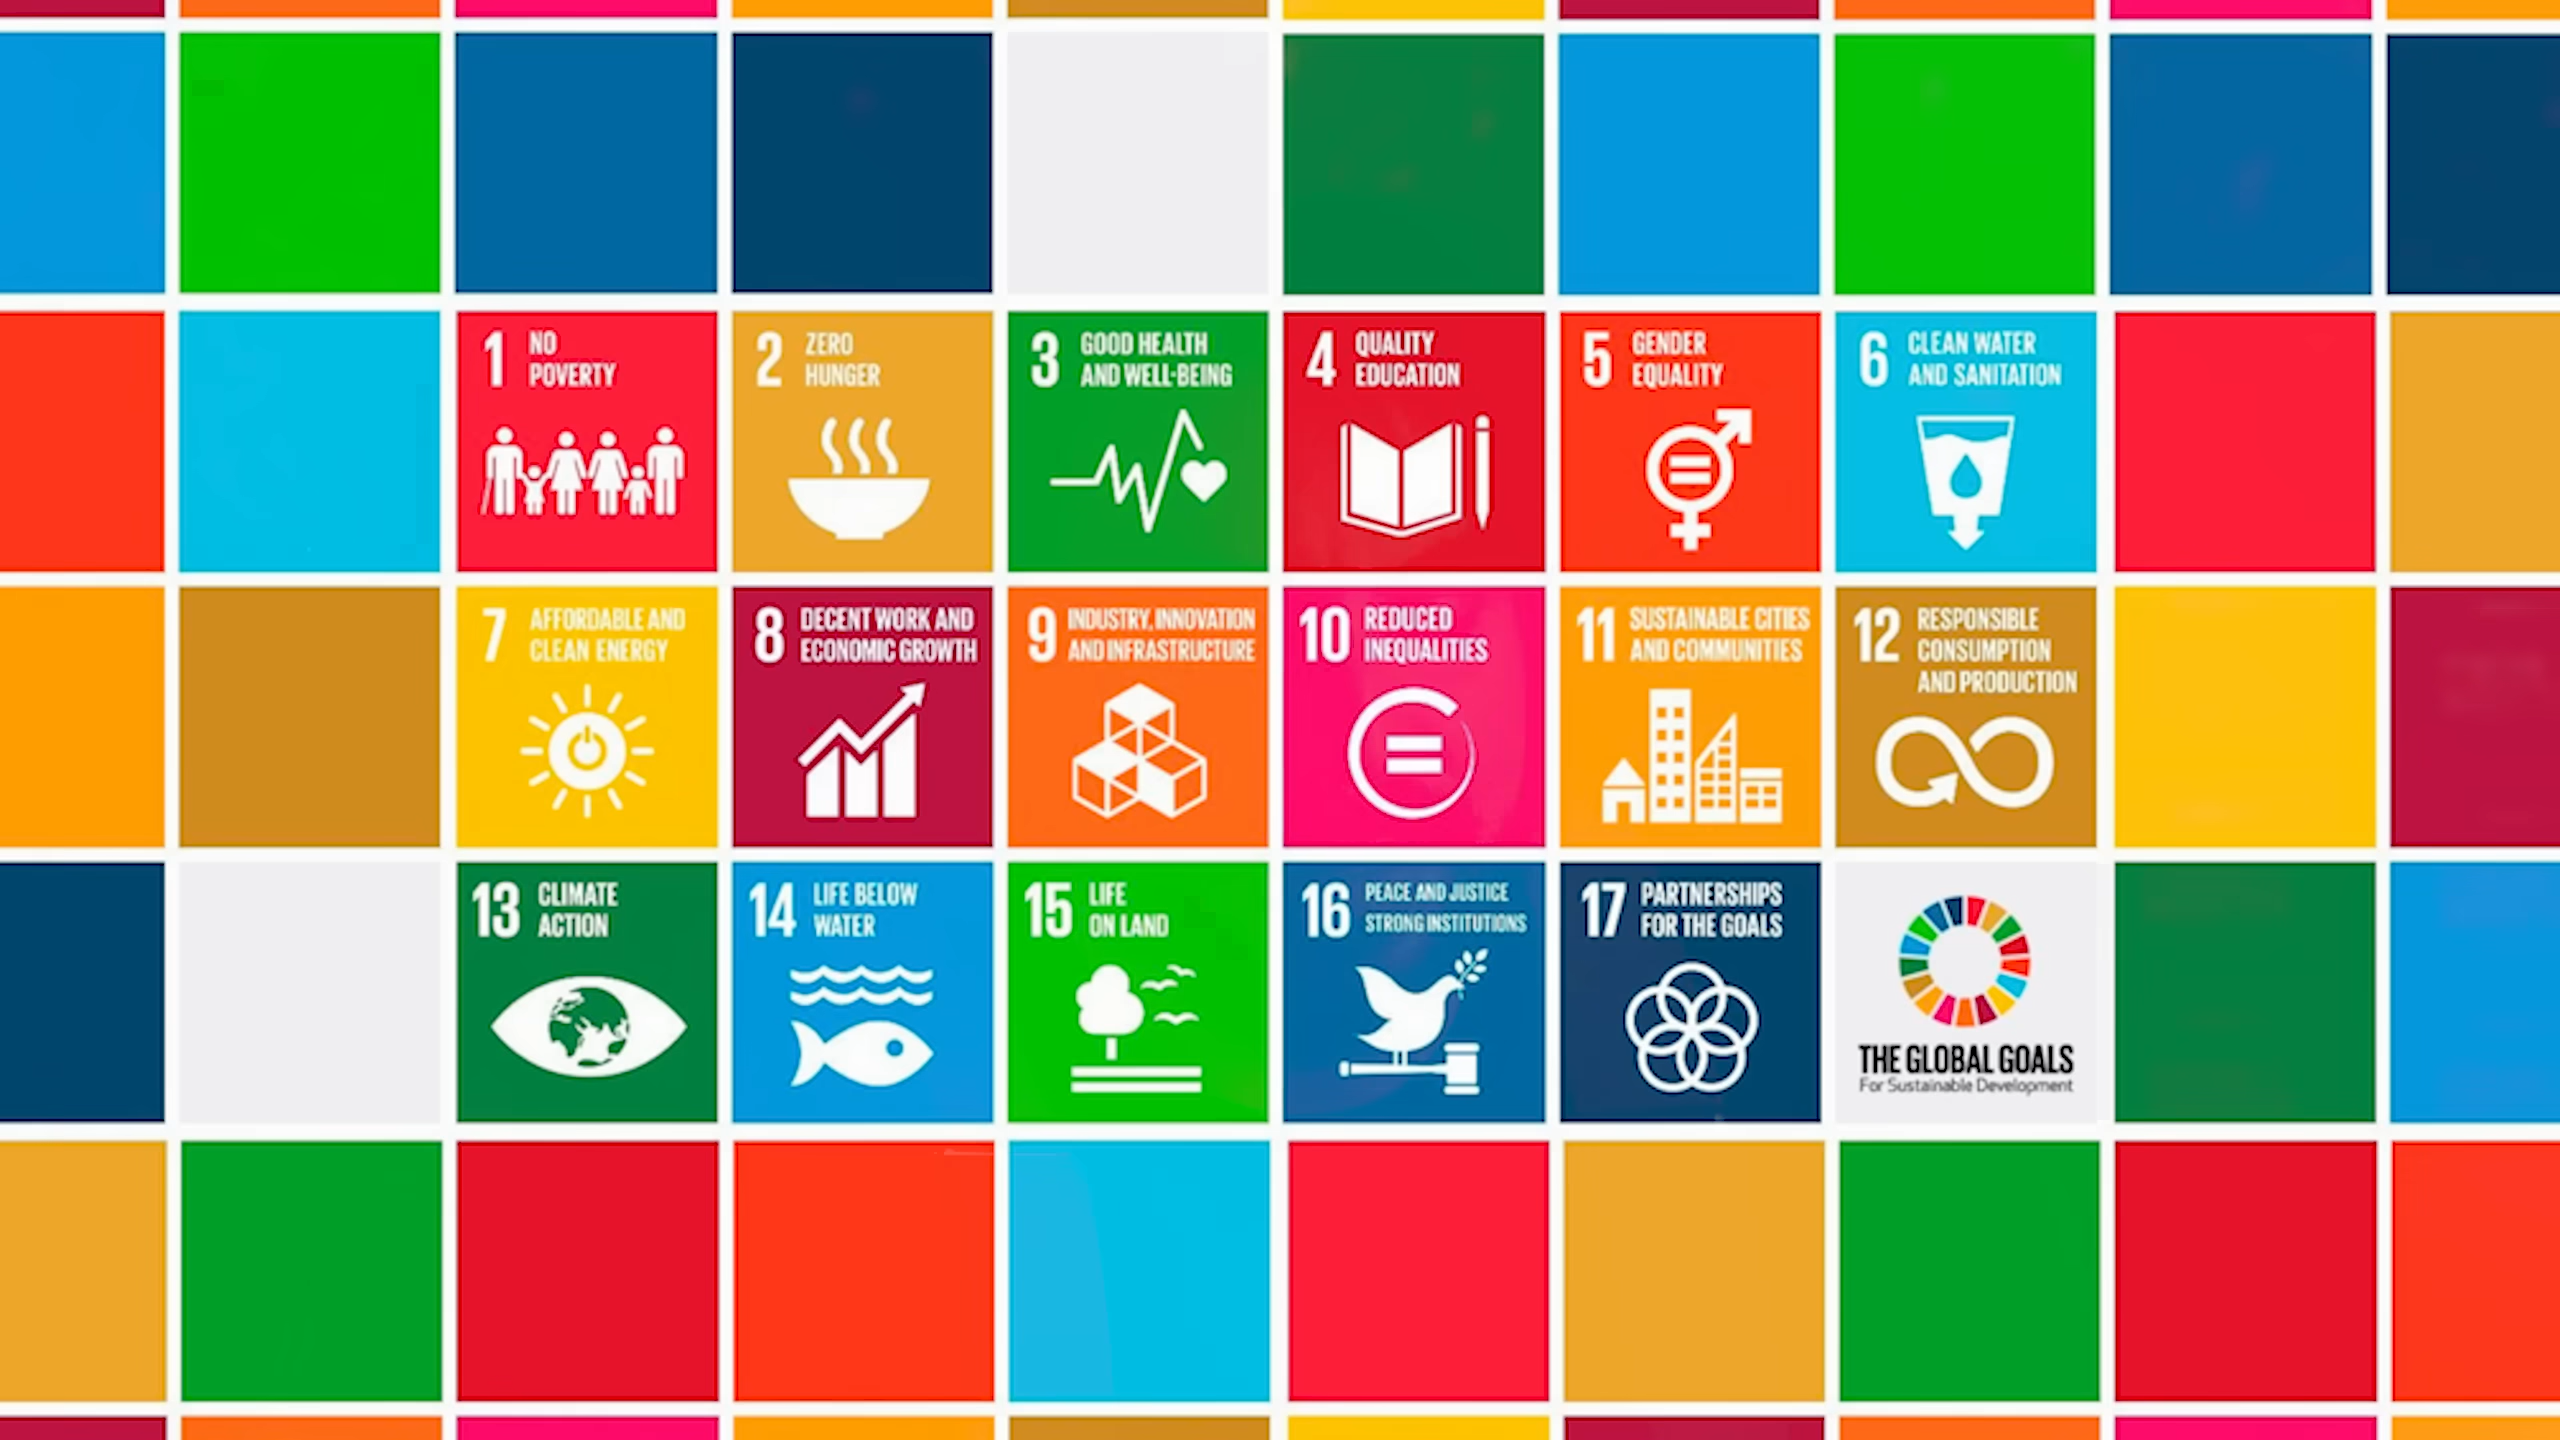 1 NO
POVERTY
2 ZERO
HUNGER
3 GOOD HEALTH
AND WELL-BEING
4 QUALITY
EDUCATION
5 GENDER
EQUALITY
6 CLEAN WATER
AND SANITATION
7 AFFORDABLE AND
CLEAN ENERGY
8 DECENT WORK AND
ECONOMIC GROWTH
9 INDUSTRY, INNOVATION
AND INFRASTRUCTURE
10 REDUCED
INEQUALITIES
11 SUSTAINABLE CITIES
AND COMMUNITIES
12 RESPONSIBLE
CONSUMPTION
AND PRODUCTION
13 CLIMATE
ACTION
14 LIFE BELOW
WATER
15 LIFE
ON LAND
16 PEACE AND JUSTICE
STRONG INSTITUTIONS
17 PARTNERSHIPS
FOR THE GOALS
THE GLOBAL GOALS
For Sustainable Development